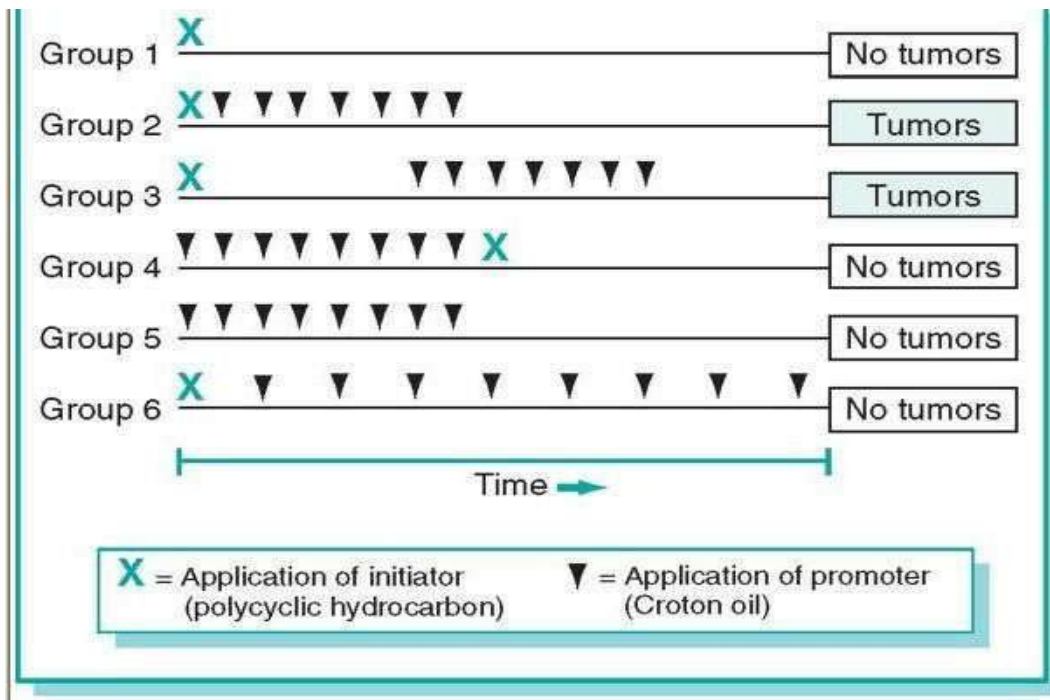 Group 1
No tumors
Group 2
Tumors
Group 3
Tumors
Group 4
No tumors
Group 5
No tumors
Group 6
No tumors
Time
X = Application of initiator
(polycyclic hydrocarbon)
= Application of promoter
(Croton oil)